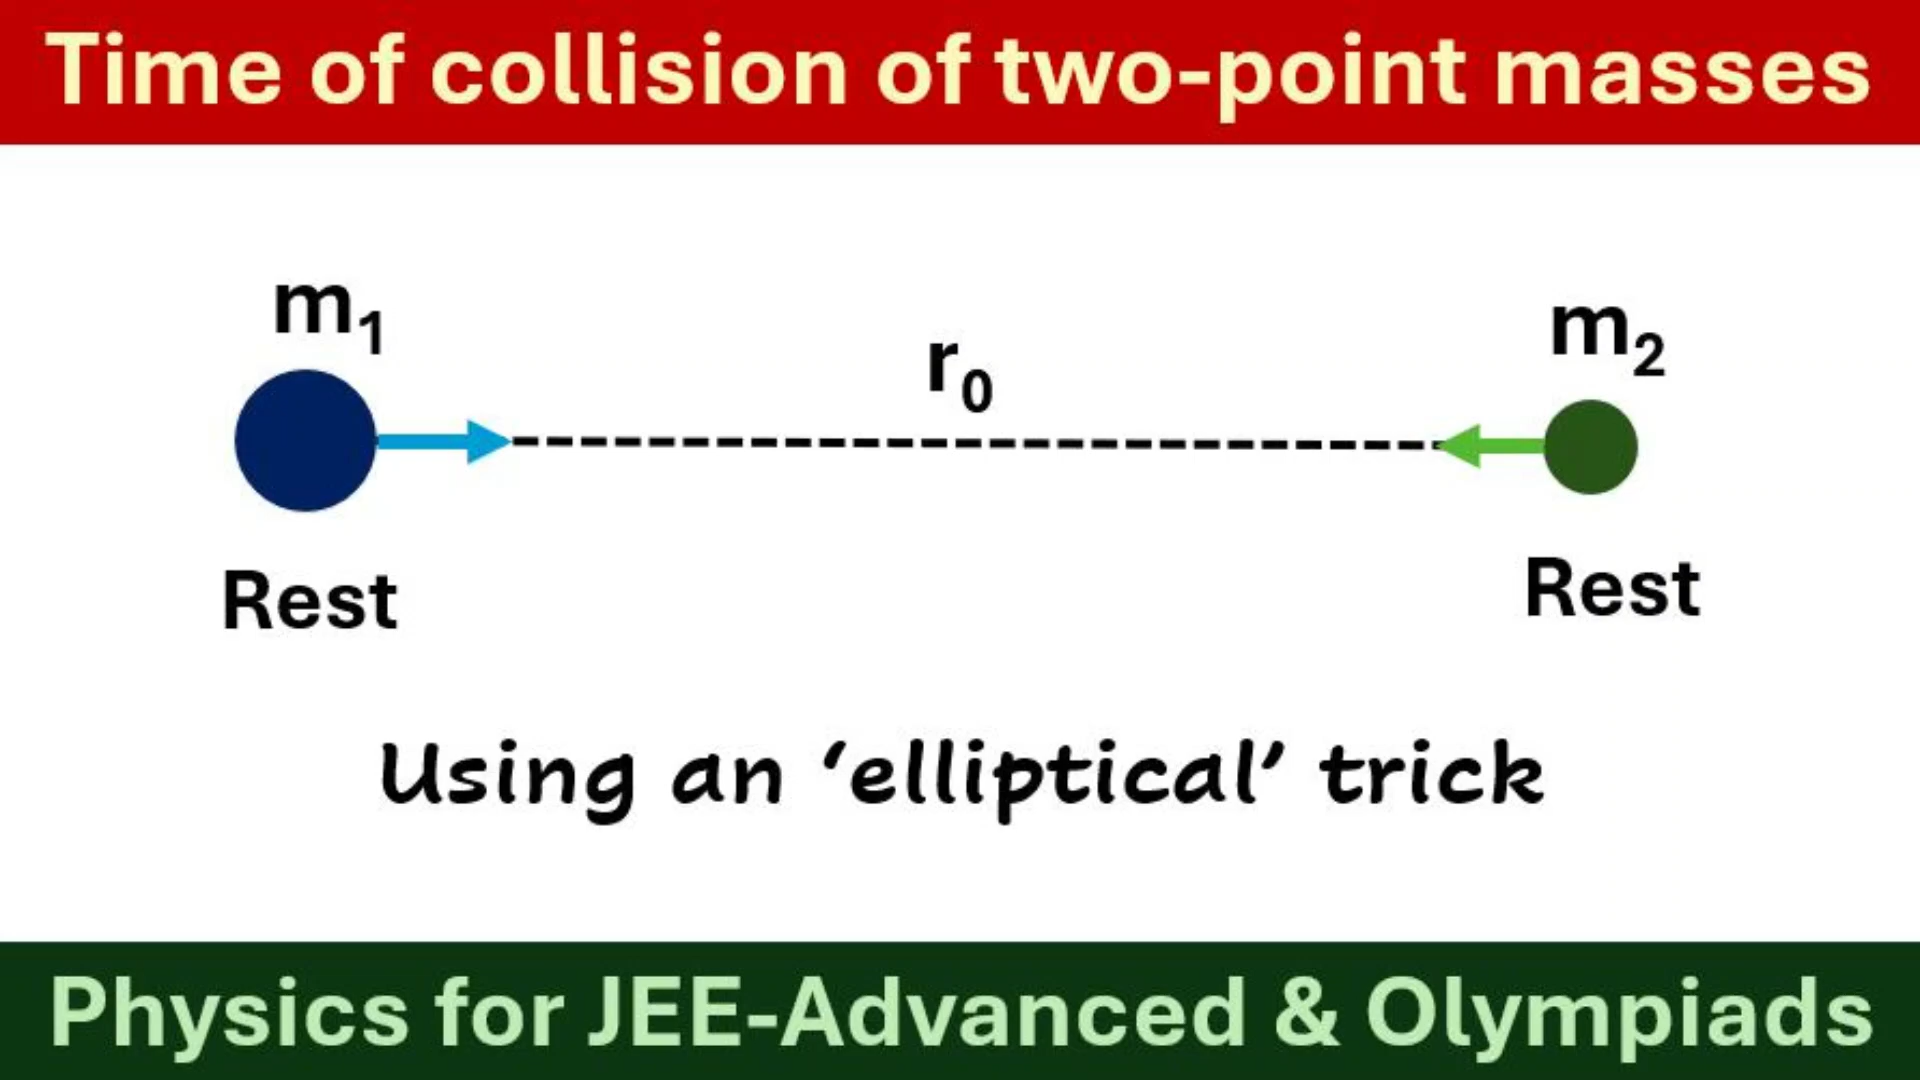 Time of collision of two-point masses
m₁
m₂
r₀
Rest
Rest
Using an ‘elliptical’ trick
Physics for JEE-Advanced & Olympiads